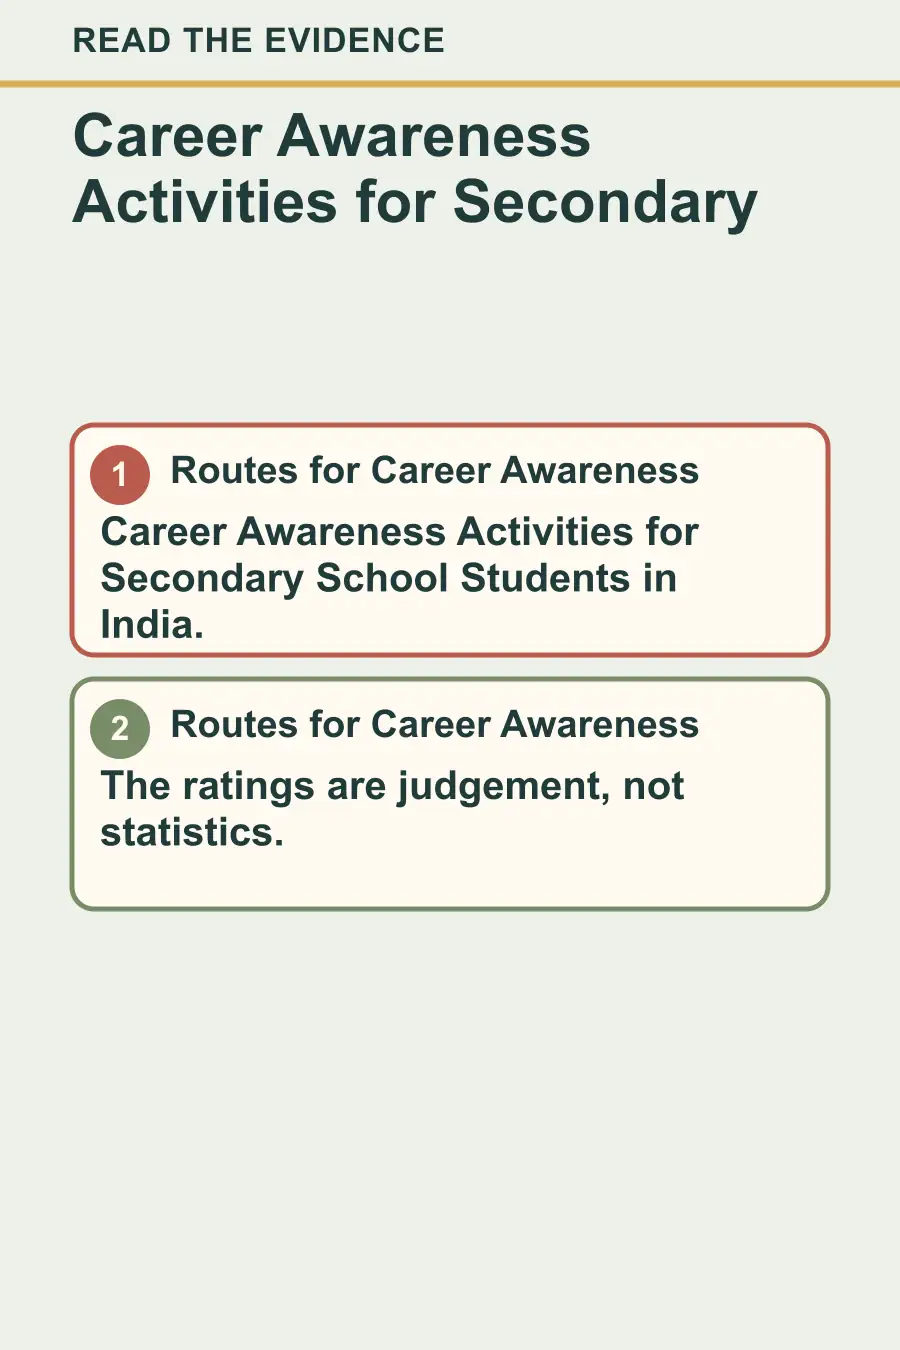 READ THE EVIDENCE
Career Awareness
Activities for Secondary
1 Routes for Career Awareness
Career Awareness Activities for
Secondary School Students in
India.
2 Routes for Career Awareness
The ratings are judgement, not
statistics.